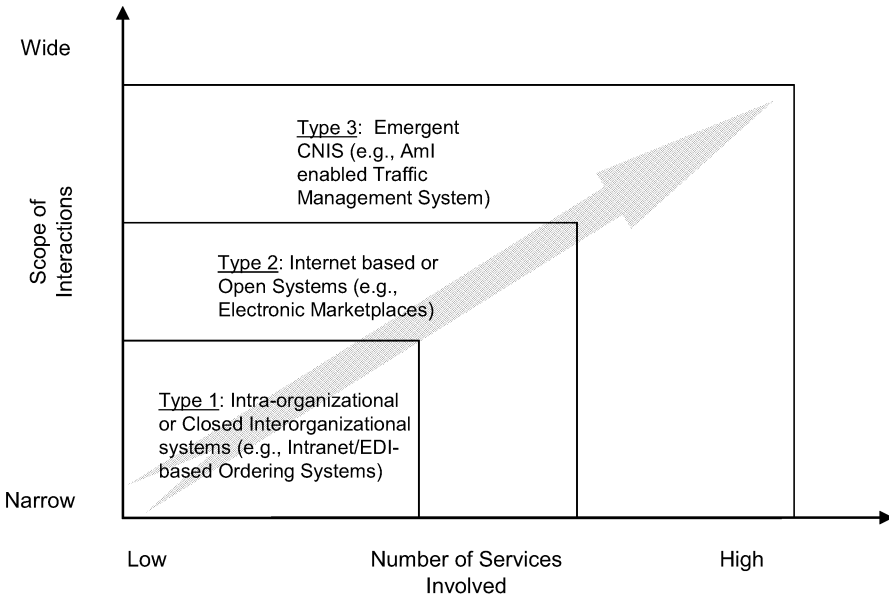 Wide
Type 3:  Emergent
CNIS (e.g., AmI
enabled Traffic
Management System)
Scope of
Interactions
Type 2: Internet based or
Open Systems (e.g.,
Electronic Marketplaces)
Type 1: Intra-organizational
or Closed Interorganizational
systems (e.g., Intranet/EDI-
based Ordering Systems)
Narrow
Low
Number of Services
Involved
High